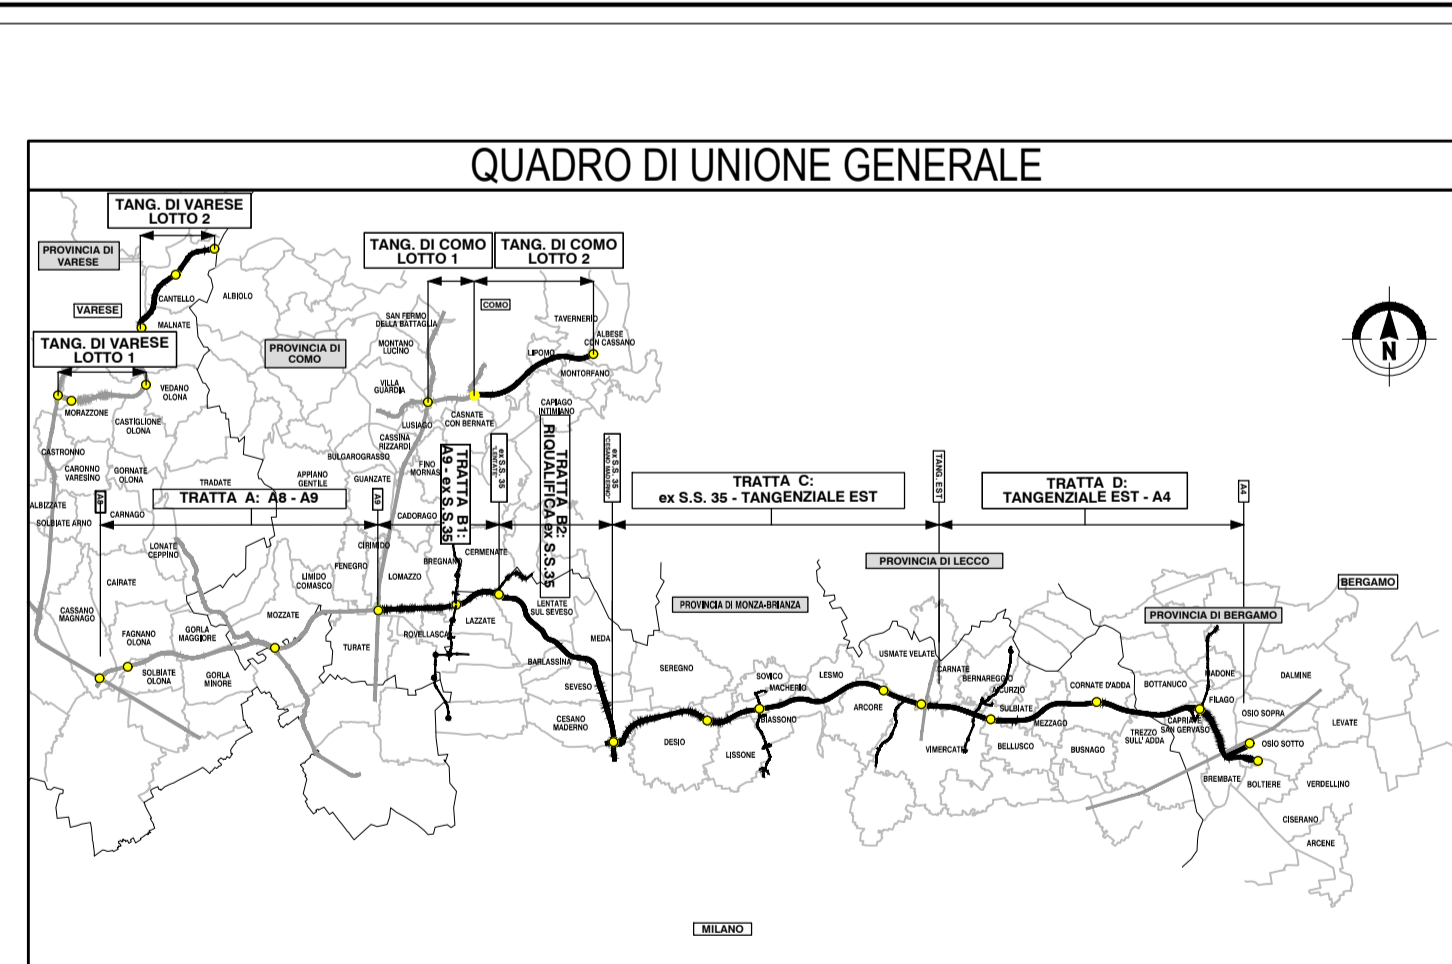 QUADRO DI UNIONE GENERALE
TANG. DI VARESE
LOTTO 2
PROVINCIA DI
VARESE
CANTELLO
ALBIOLO
VARESE
MALNATE
TANG. DI VARESE
LOTTO 1
VEDANO
OLONA
MORAZZONE
CASTIGLIONE
OLONA
PROVINCIA DI
COMO
TANG. DI COMO
LOTTO 1
TANG. DI COMO
LOTTO 2
COMO
SAN FERMO
DELLA BATTAGLIA
MONTANO
LUCINO
VILLA
GUARDIA
TAVERNERIO
ALBESE
CON CASSANO
LIPOMO
MONTORFANO
CAPIAGO
INTIMIANO
LUSIAGO
CASNATE
CON BERNATE
CASSINA
RIZZARDI
BULGAROGRASSO
FINO
MORNAS
N
CASTRONNO
CARONNO
VARESINO
GORNATE
OLONA
TRADATE
APPIANO
GENTILE
GUANZATE
ALBIZZATE
SOLBIATE ARNO
CARNAGO
A8
TRATTA A: A8 - A9
A9
CADORAGO
TRATTA B1:
A9 - ex S.S.35
ex S.S. 35
"LENTATE"
TRATTA B2:
RIQUALIFICA ex S.S.35
ex S.S. 35
"CESANO MADERNO"
TRATTA C:
ex S.S. 35 - TANGENZIALE EST
TANG. EST
TRATTA D:
TANGENZIALE EST - A4
A4
LONATE
CEPPINO
CIRIMIDO
FENEGRO
LIMIDO
COMASCO
LOMAZZO
BREGNANO
CERMENATE
CAIRATE
CASSANO
MAGNAGO
FAGNANO
OLONA
GORLA
MAGGIORE
MOZZATE
TURATE
ROVELLASCA
LAZZATE
LENTATE
SUL SEVESO
MEDA
SOLBIATE
OLONA
GORLA
MINORE
BARLASSINA
SEVESO
CESANO
MADERNO
PROVINCIA DI LECCO
PROVINCIA DI MONZA-BRIANZA
BERGAMO
PROVINCIA DI BERGAMO
SEREGNO
DESIO
SOVICO
MACHERIO
BIASSONO
LISSONE
LESMO
ARCORE
USMATE VELATE
CARNATE
BERNAREGGIO
AICURZIO
SULBIATE
MEZZAGO
VIMERCATE
BELLUSCO
BUSNAGO
CORNATE D'ADDA
BOTTANUCO
TREZZO
SULL' ADDA
MADONE
FILAGO
CAPRIATE
SAN GERVASO
DALMINE
OSIO SOPRA
LEVATE
OSIO SOTTO
BREMBATE
BOLTIERE
VERDELLINO
CISERANO
ARCENE
MILANO